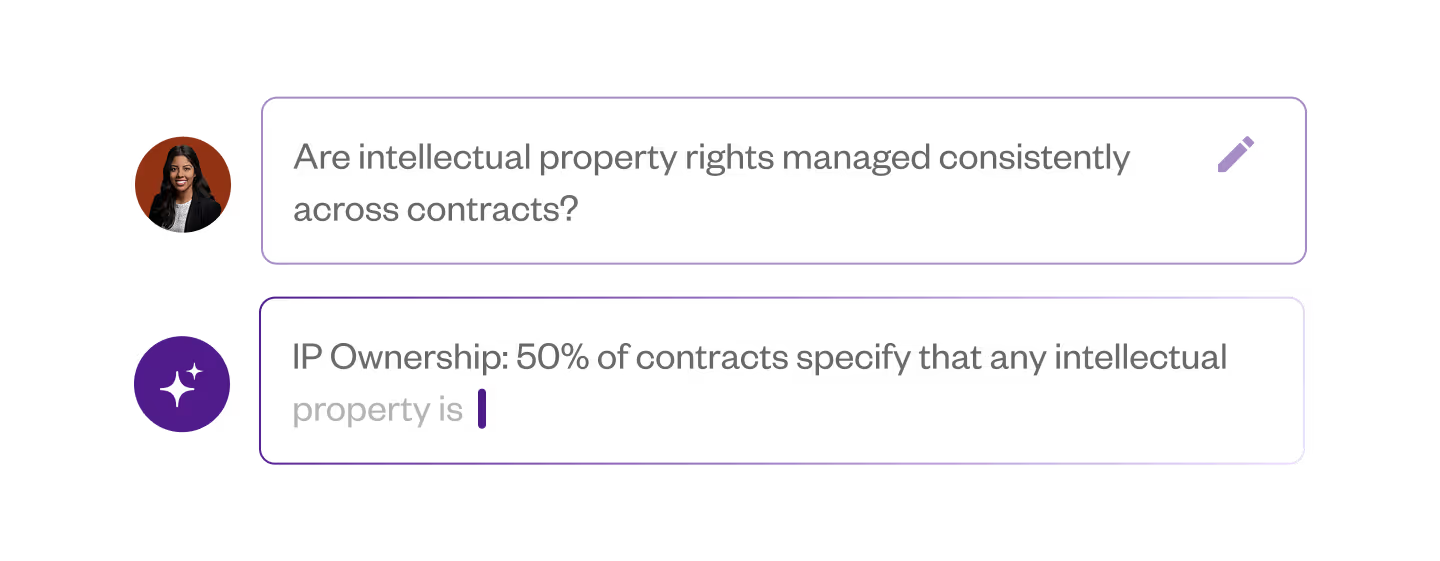 Are intellectual property rights managed consistently
across contracts?
IP Ownership: 50% of contracts specify that any intellectual
property is